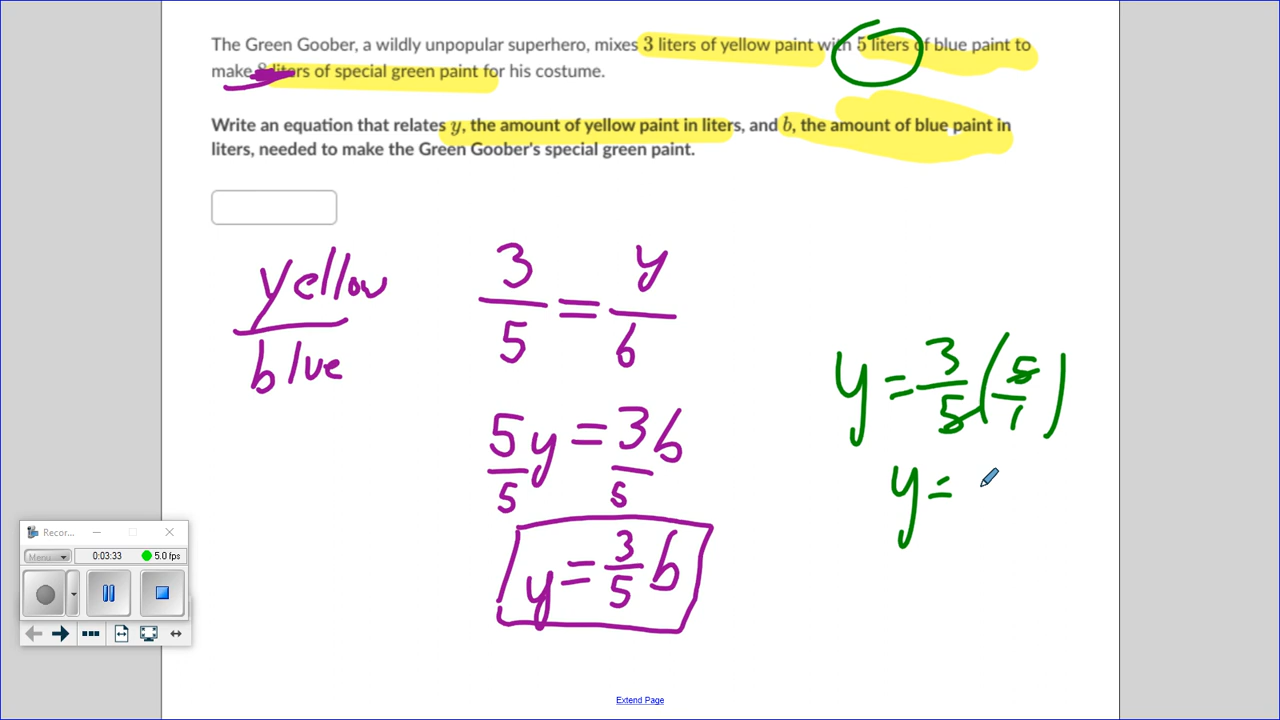 The Green Goober, a wildly unpopular superhero, mixes 3 liters of yellow paint with 5 liters of blue paint to
make 8 liters of special green paint for his costume.
Write an equation that relates y, the amount of yellow paint in liters, and b, the amount of blue paint in
liters, needed to make the Green Goober's special green paint.
yellow
blue
3/5 = y/b
5y/5 = 3b/5
y = 3/5 b
y = 3/5 (5/1)
y =
Recor...
Menu
0:03:33
5.0 fps
Extend Page